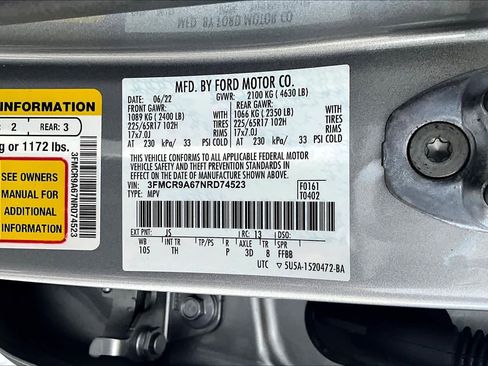 INFORMATION
: 2 REAR: 3
g or 1172 lbs.
SEE OWNERS
MANUAL FOR
ADDITIONAL
INFORMATION
3FMCR9A67NRD74523
MFD. BY FORD MOTOR CO.
DATE: 06/22 GVWR: 2100 KG ( 4630 LB)
FRONT GAWR: REAR GAWR:
1089 KG ( 2400 LB) WITH 1066 KG ( 2350 LB) WITH
225/65R17 102H TIRES 225/65R17 102H TIRES
17x7.0J RIMS 17x7.0J RIMS
AT 230 kPa/ 33 PSI COLD AT 230 kPa/ 33 PSI COLD
THIS VEHICLE CONFORMS TO ALL APPLICABLE FEDERAL MOTOR
VEHICLE SAFETY AND THEFT PREVENTION STANDARDS IN EFFECT
ON THE DATE OF MANUFACTURE SHOWN ABOVE.
VIN: 3FMCR9A67NRD74523 F0161
TYPE: MPV T0402
EXT PNT: JS RC: 13 DSO:
WB INT TR TP/PS R AXLE TR SPR
105 TH P 3D 8 FFBB
UTC 5U5A-1520472-BA